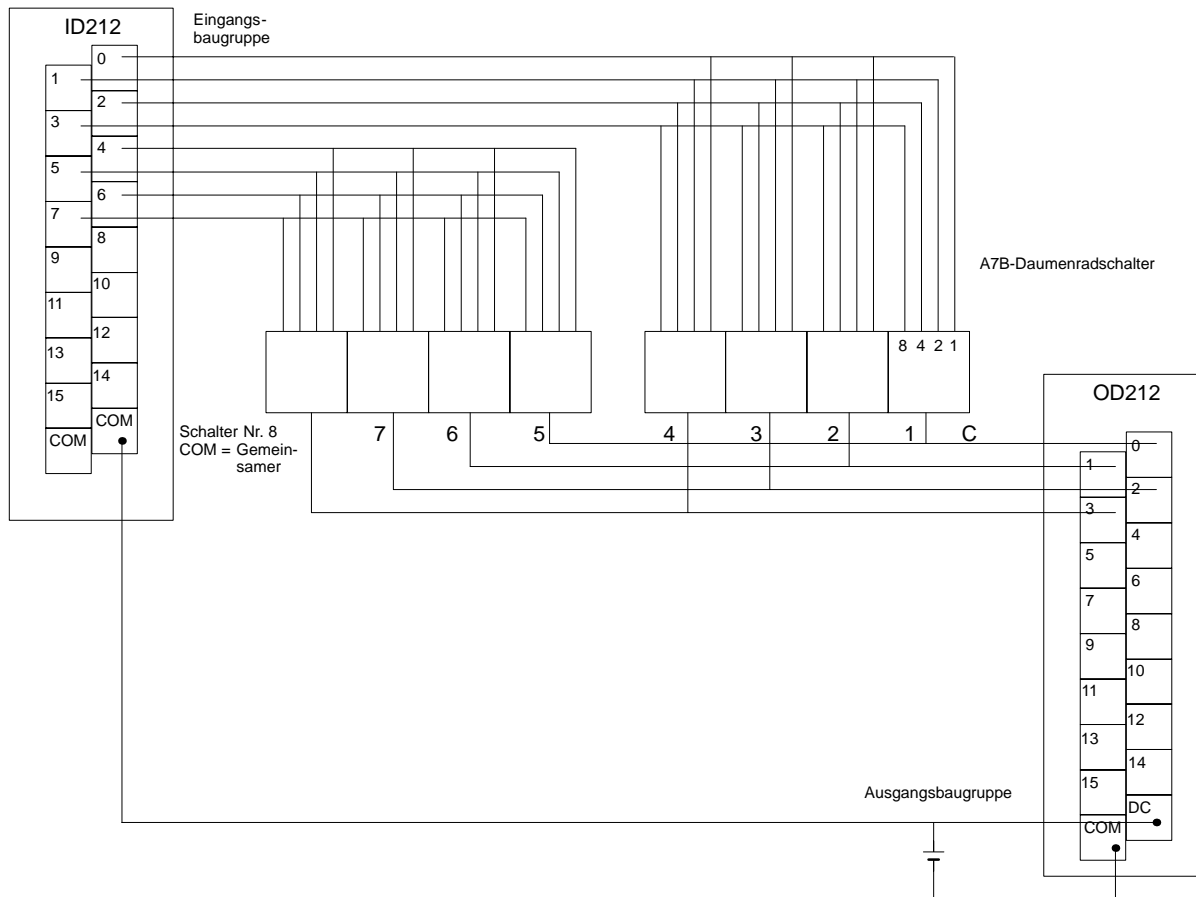 ID212
Eingangs-
baugruppe
0
1
2
3
4
5
6
7
8
9
10
11
12
13
14
15
COM
COM
A7B-Daumenradschalter
8 4 2 1
Schalter Nr. 8
COM = Gemein-
samer
7 6 5 4 3 2 1 C
OD212
0
1
2
3
4
5
6
7
8
9
10
11
12
13
14
15
DC
COM
Ausgangsbaugruppe